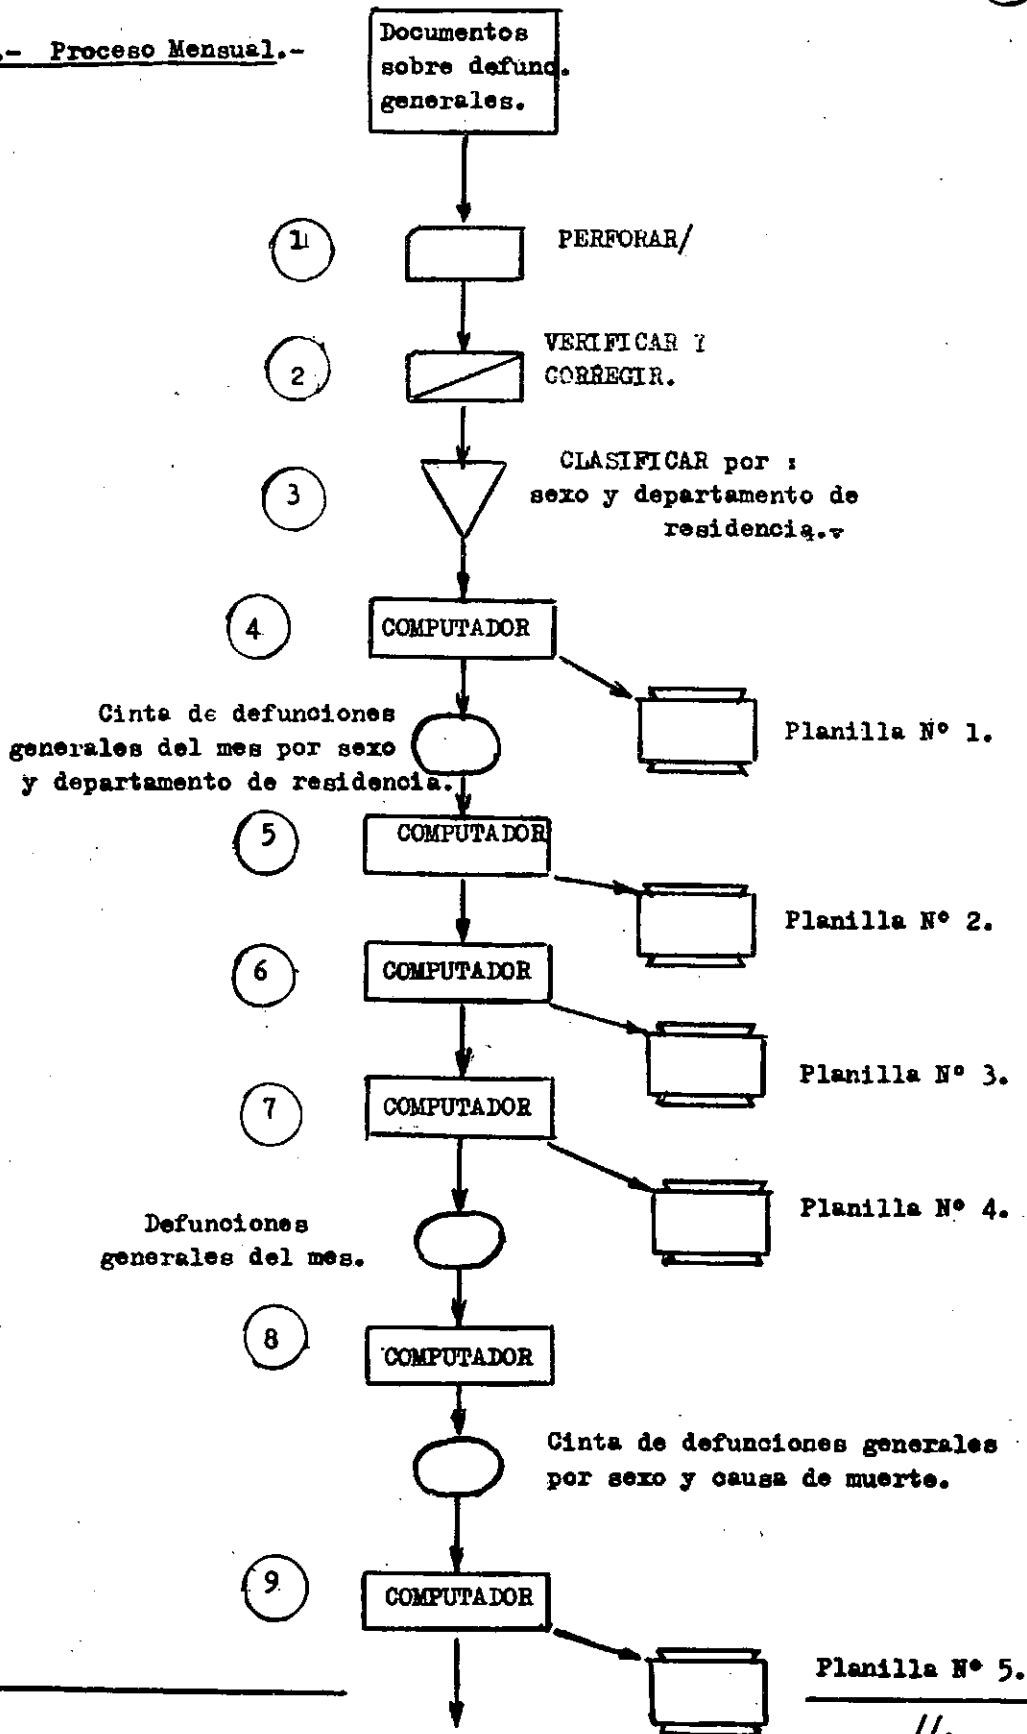 .- Proceso Mensual.-
Documentos
sobre defunc.
generales.
1
PERFORAR/
2
VERIFICAR Y
CORREGIR.
3
CLASIFICAR por :
sexo y departamento de
residencia.-
4
COMPUTADOR
Planilla Nº 1.
Cinta de defunciones
generales del mes por sexo
y departamento de residencia.
5
COMPUTADOR
Planilla Nº 2.
6
COMPUTADOR
Planilla Nº 3.
7
COMPUTADOR
Planilla Nº 4.
Defunciones
generales del mes.
8
COMPUTADOR
Cinta de defunciones generales
por sexo y causa de muerte.
9
COMPUTADOR
Planilla Nº 5.
//.